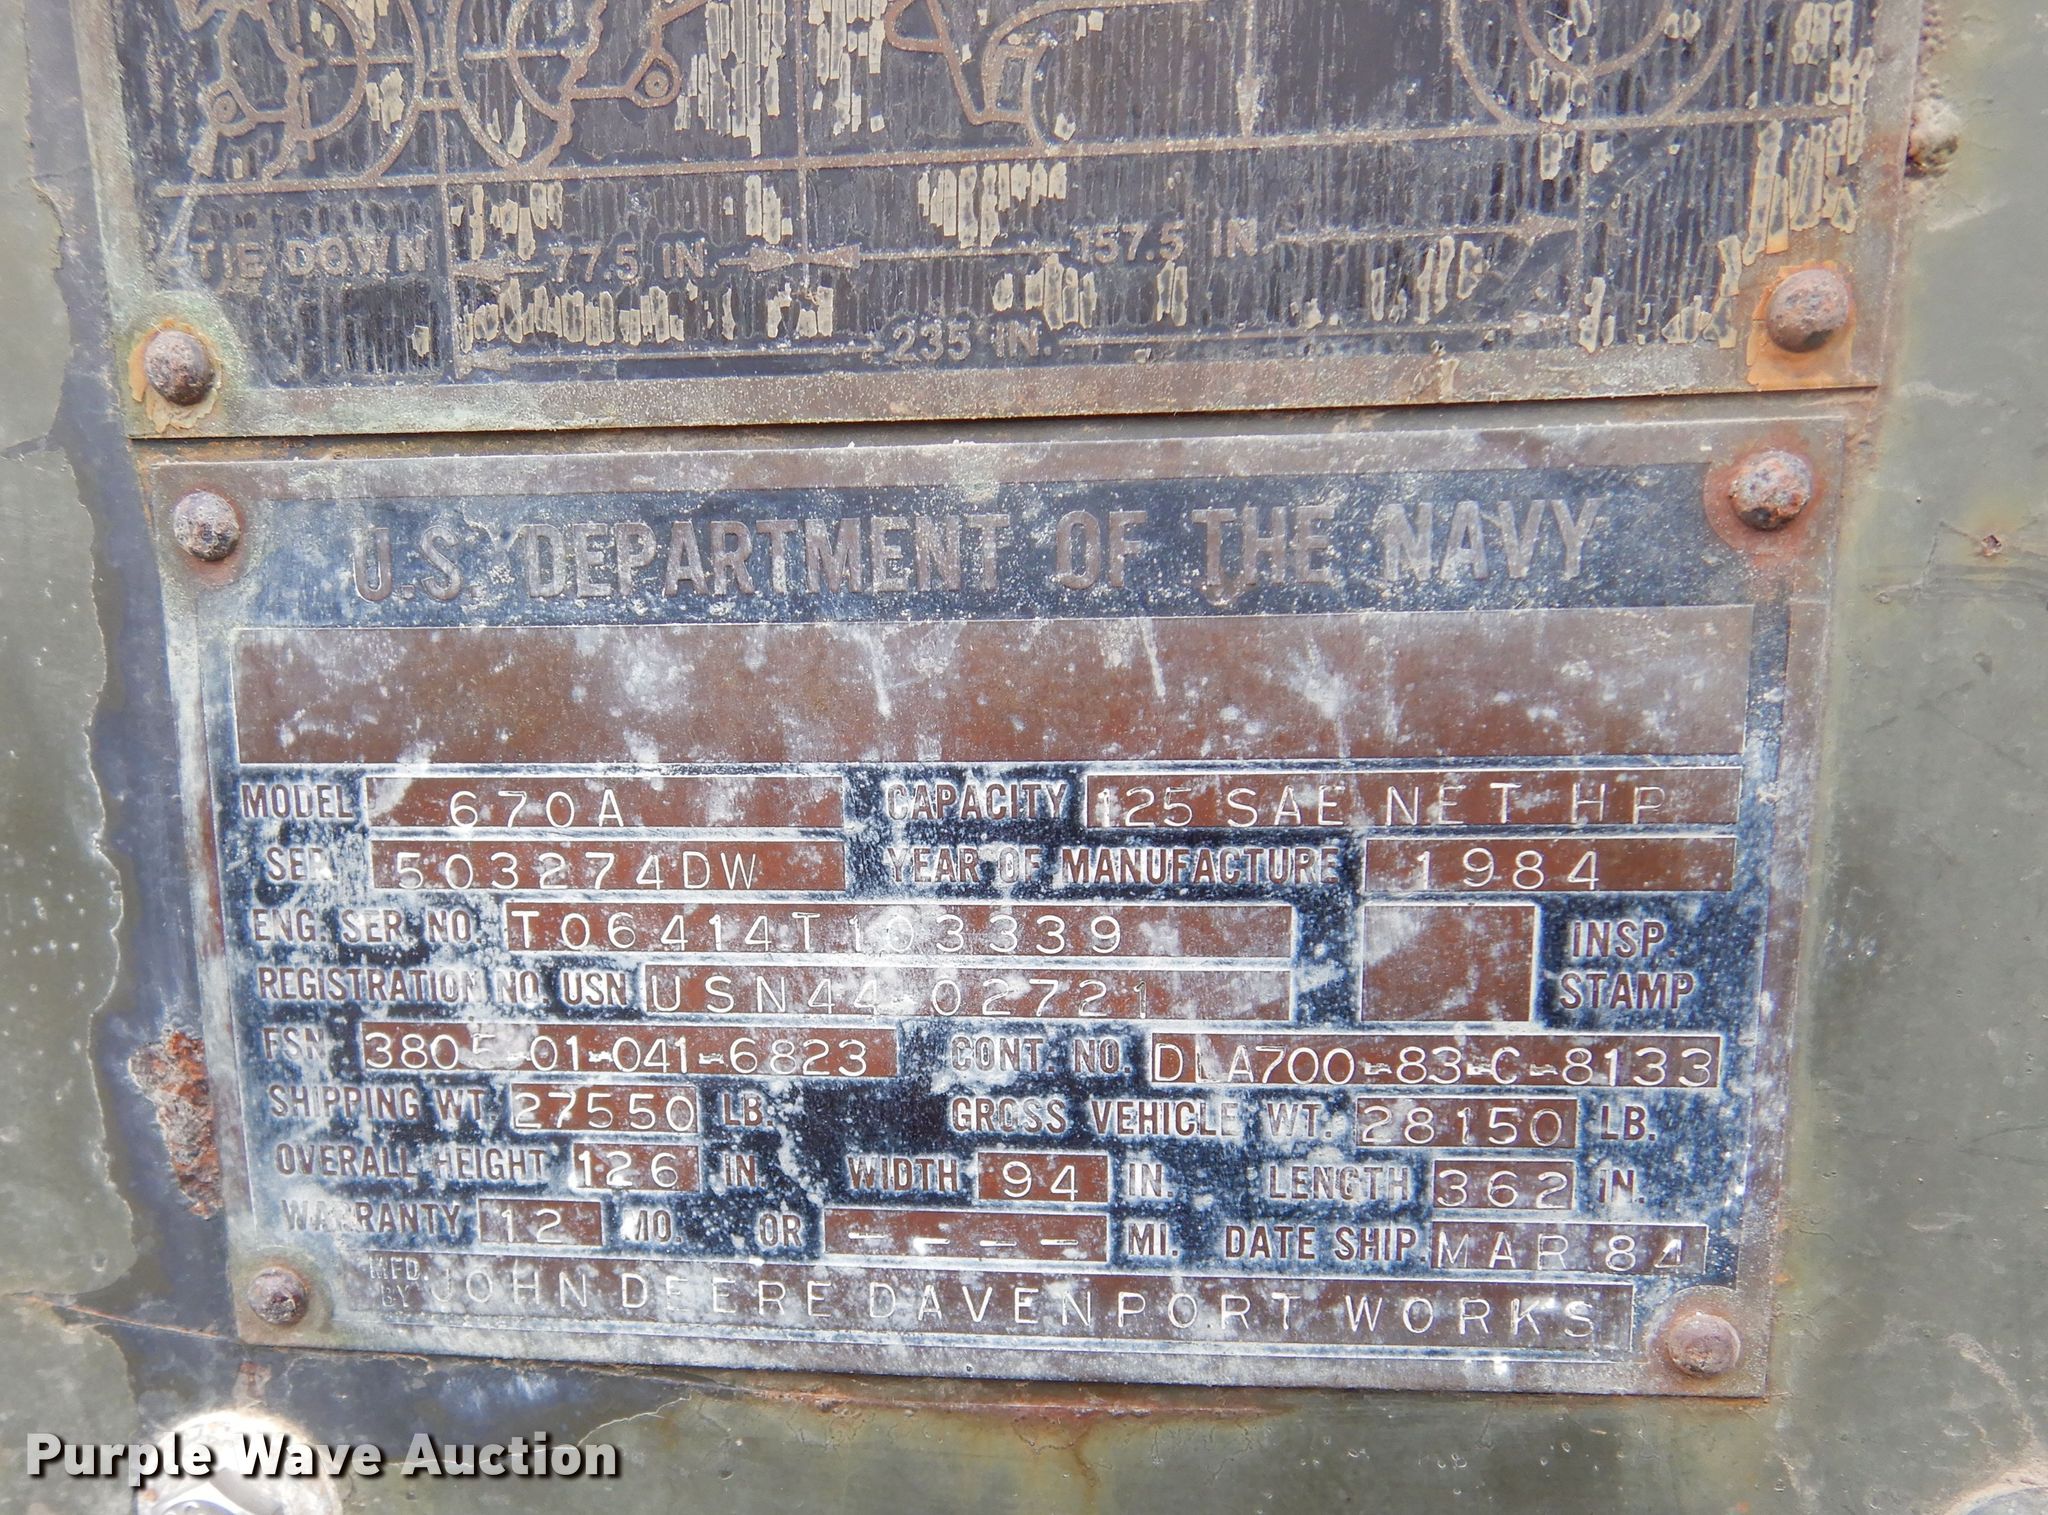 TIE DOWN 77.5 IN. 157.5 IN.
235 IN.
U.S. DEPARTMENT OF THE NAVY
MODEL 670A CAPACITY 125 SAE NET HP
SER. 503274DW YEAR OF MANUFACTURE 1984
ENG. SER. NO. T06414T103339 INSP. STAMP
REGISTRATION NO. USN USN44-02721
FSN 3805-01-041-6823 CONT. NO. DLA700-83-C-8133
SHIPPING WT. 27550 LB. GROSS VEHICLE WT. 28150 LB.
OVERALL HEIGHT 126 IN. WIDTH 94 IN. LENGTH 362 IN.
WARRANTY 12 MO. OR ---- MI. DATE SHIP. MAR 84
MFD. BY JOHN DEERE DAVENPORT WORKS
Purple Wave Auction